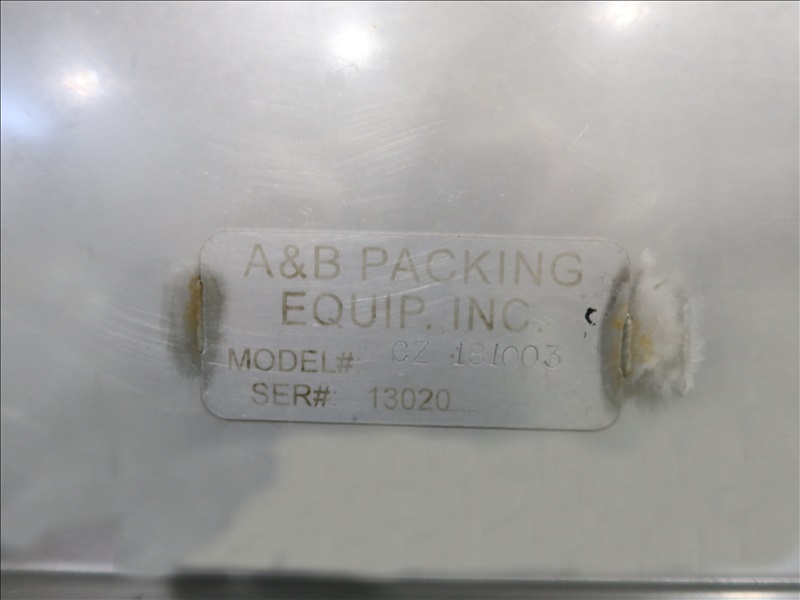 A&B PACKING
EQUIP. INC.
MODEL# CZ 181003
SER# 13020